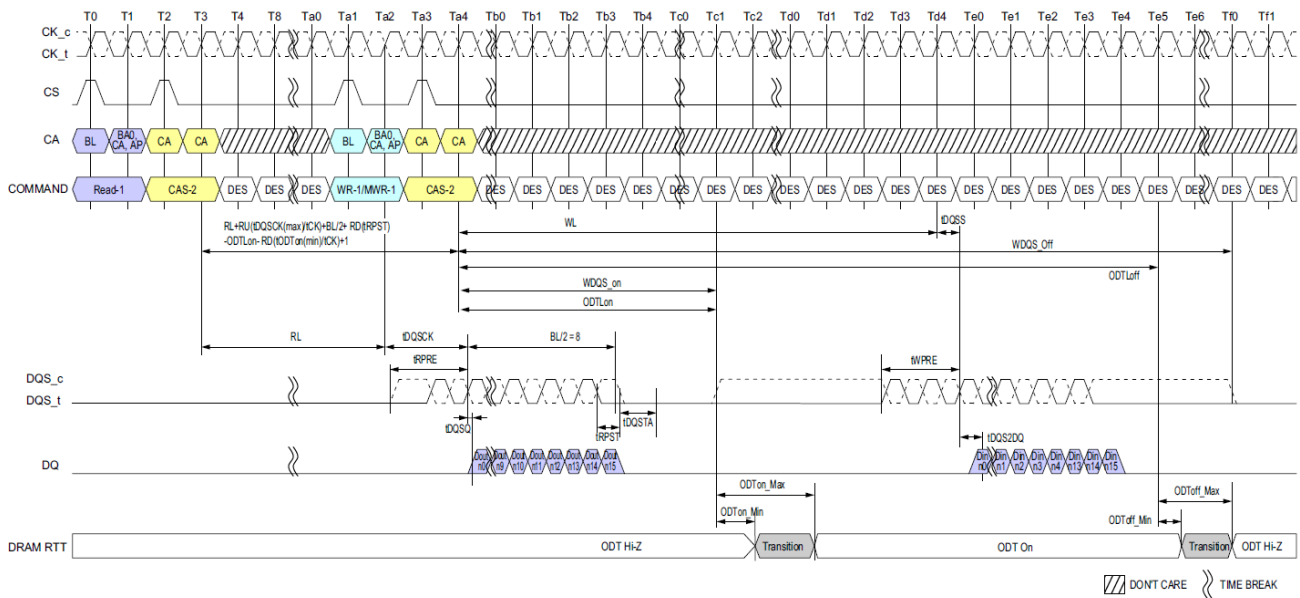 T0 T1 T2 T3 T4 T8 Ta0 Ta1 Ta2 Ta3 Ta4 Tb0 Tb1 Tb2 Tb3 Tb4 Tc0 Tc1 Tc2 Td0 Td1 Td2 Td3 Td4 Te0 Te1 Te2 Te3 Te4 Te5 Te6 Tf0 Tf1
CK_c
CK_t
CS
CA BL BA0, CA, AP CA CA BL BA0, CA, AP CA CA
COMMAND Read-1 CAS-2 DES DES DES WR-1/MWR-1 CAS-2 DES DES DES DES DES DES DES DES DES DES DES DES DES DES DES DES DES DES DES DES DES DES
RL+RU(tDQSCK(max)/tCK)+BL/2+ RD(tRPST)
-ODTLon- RD(tODTon(min)/tCK)+1
WL
tDQSS
WDQS_Off
ODTLoff
WDQS_on
ODTLon
RL tDQSCK BL/2 = 8
tRPRE tWPRE
DQS_c
DQS_t
tDQSQ tRPST tDQSTA tDQS2DQ
DQ
Dout Dout Dout Dout Dout Dout Dout Dout Din Din Din Din Din Din Din Din
n0 n9 n10 n11 n12 n13 n14 n15 n0 n1 n2 n3 n4 n13 n14 n15
ODTon_Max ODToff_Max
ODTon_Min ODToff_Min
DRAM RTT ODT Hi-Z Transition ODT On Transition ODT Hi-Z
DON'T CARE TIME BREAK